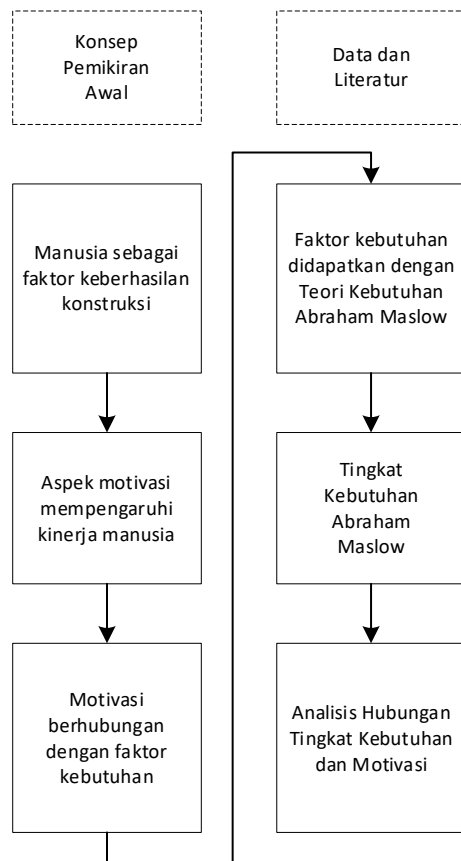 Konsep
Pemikiran
Awal
Manusia sebagai
faktor keberhasilan
konstruksi
Aspek motivasi
mempengaruhi
kinerja manusia
Motivasi
berhubungan
dengan faktor
kebutuhan
Data dan
Literatur
Faktor kebutuhan
didapatkan dengan
Teori Kebutuhan
Abraham Maslow
Tingkat
Kebutuhan
Abraham
Maslow
Analisis Hubungan
Tingkat Kebutuhan
dan Motivasi